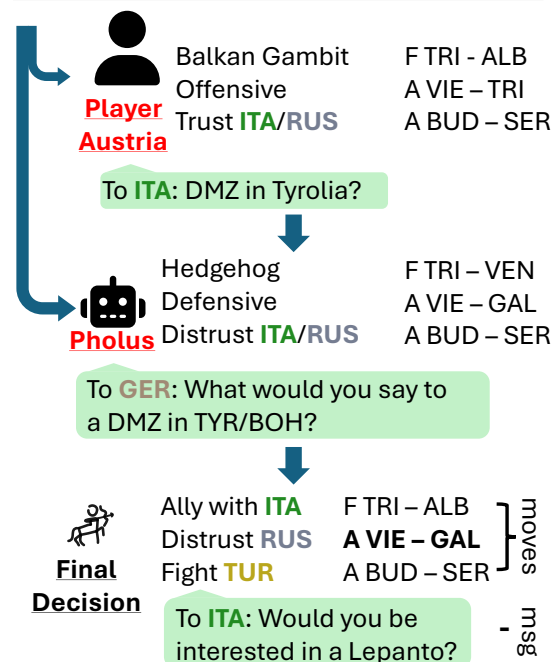 Balkan Gambit F TRI - ALB
Offensive A VIE – TRI
Trust ITA/RUS A BUD – SER
Player
Austria
To ITA: DMZ in Tyrolia?
Hedgehog F TRI – VEN
Defensive A VIE – GAL
Distrust ITA/RUS A BUD – SER
Pholus
To GER: What would you say to
a DMZ in TYR/BOH?
Ally with ITA F TRI – ALB
Distrust RUS A VIE – GAL
Fight TUR A BUD – SER
moves
Final
Decision
To ITA: Would you be
interested in a Lepanto?
- msg